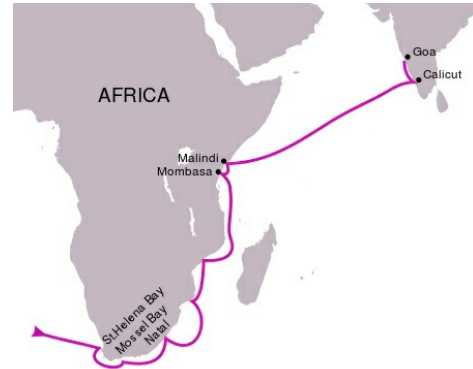 Goa
Calicut
AFRICA
Malindi
Mombasa
St.Helena Bay
Mossel Bay
Natal